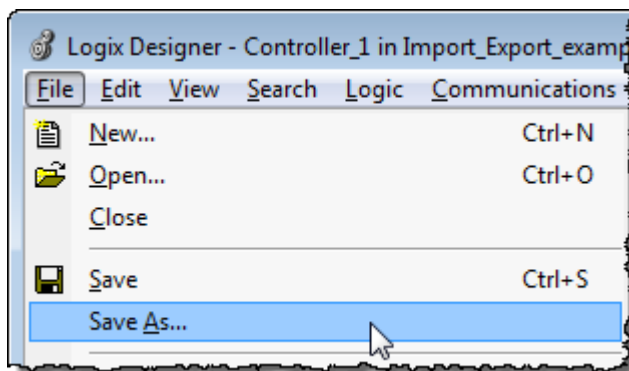 Logix Designer - Controller_1 in Import_Export_examp
File Edit View Search Logic Communications
New... Ctrl+N
Open... Ctrl+O
Close
Save Ctrl+S
Save As...